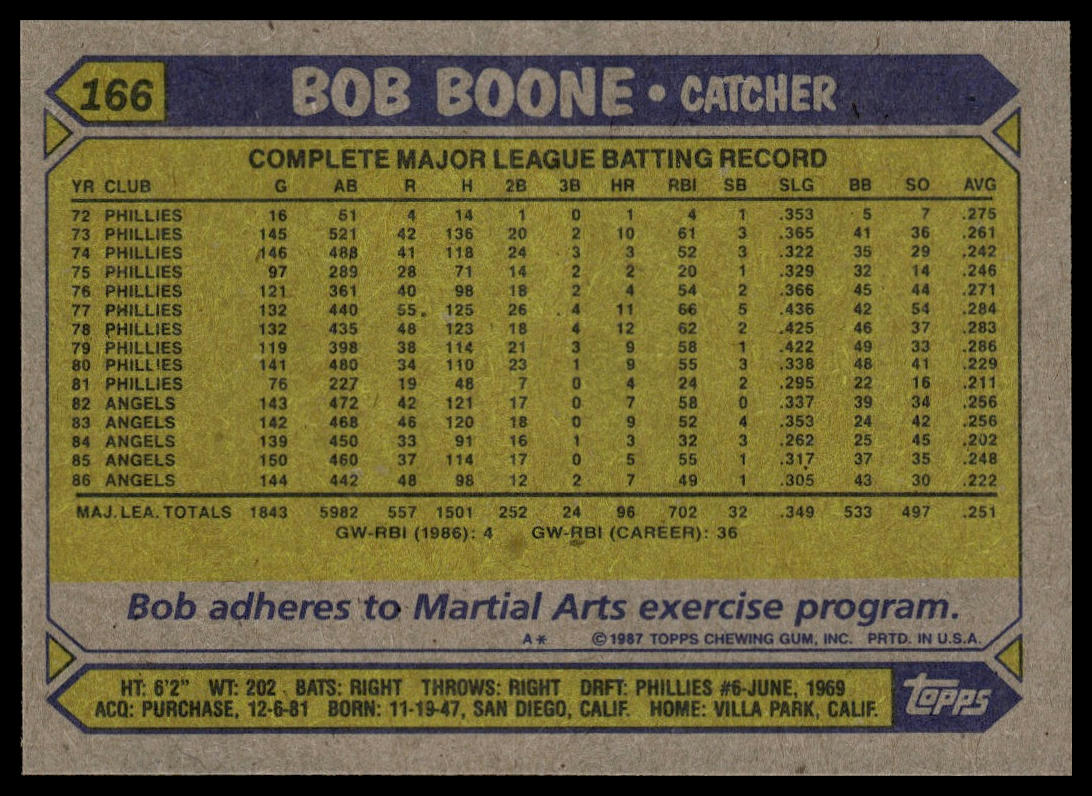 166 BOB BOONE • CATCHER
COMPLETE MAJOR LEAGUE BATTING RECORD
YR CLUB G AB R H 2B 3B HR RBI SB SLG BB SO AVG
72 PHILLIES 16 51 4 14 1 0 1 4 1 .353 5 7 .275
73 PHILLIES 145 521 42 136 20 2 10 61 3 .365 41 36 .261
74 PHILLIES 146 488 41 118 24 3 3 52 3 .322 35 29 .242
75 PHILLIES 97 289 28 71 14 2 2 20 1 .329 32 14 .246
76 PHILLIES 121 361 40 98 18 2 4 54 2 .366 45 44 .271
77 PHILLIES 132 440 55 125 26 4 11 66 5 .436 42 54 .284
78 PHILLIES 132 435 48 123 18 4 12 62 2 .425 46 37 .283
79 PHILLIES 119 398 38 114 21 3 9 58 1 .422 49 33 .286
80 PHILLIES 141 480 34 110 23 1 9 55 3 .338 48 41 .229
81 PHILLIES 76 227 19 48 7 0 4 24 2 .295 22 16 .211
82 ANGELS 143 472 42 121 17 0 7 58 0 .337 39 34 .256
83 ANGELS 142 468 46 120 18 0 9 52 4 .353 24 42 .256
84 ANGELS 139 450 33 91 16 1 3 32 3 .262 25 45 .202
85 ANGELS 150 460 37 114 17 0 5 55 1 .317 37 35 .248
86 ANGELS 144 442 48 98 12 2 7 49 1 .305 43 30 .222
MAJ. LEA. TOTALS 1843 5982 557 1501 252 24 96 702 32 .349 533 497 .251
GW-RBI (1986): 4 GW-RBI (CAREER): 36
Bob adheres to Martial Arts exercise program.
A* ©1987 TOPPS CHEWING GUM, INC. PRTD. IN U.S.A.
HT: 6'2" WT: 202 BATS: RIGHT THROWS: RIGHT DRFT: PHILLIES #6-JUNE, 1969
ACQ: PURCHASE, 12-6-81 BORN: 11-19-47, SAN DIEGO, CALIF. HOME: VILLA PARK, CALIF.
topps